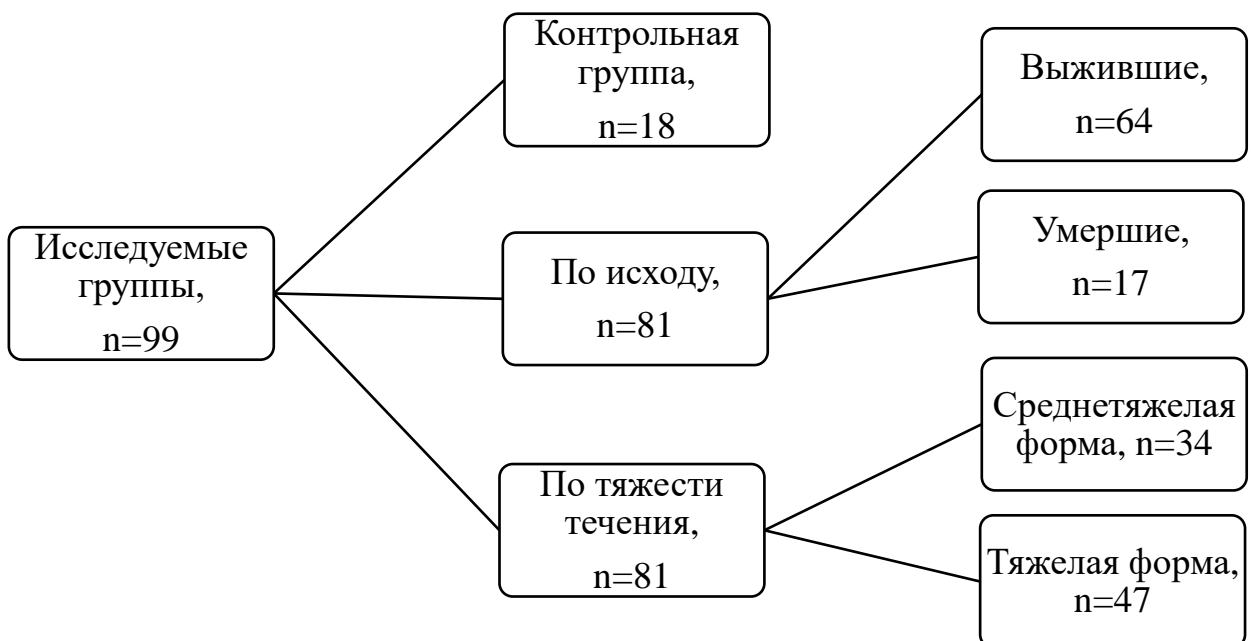 Контрольная
группа,
n=18
Выжившие,
n=64
Исследуемые
группы,
n=99
По исходу,
n=81
Умершие,
n=17
По тяжести
течения,
n=81
Среднетяжелая
форма, n=34
Тяжелая форма,
n=47